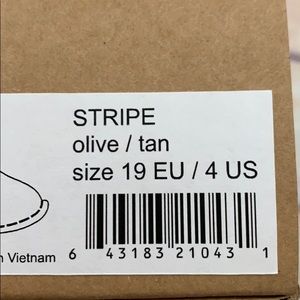 STRIPE
olive / tan
size 19 EU / 4 US
n Vietnam
6 43183 21043 1